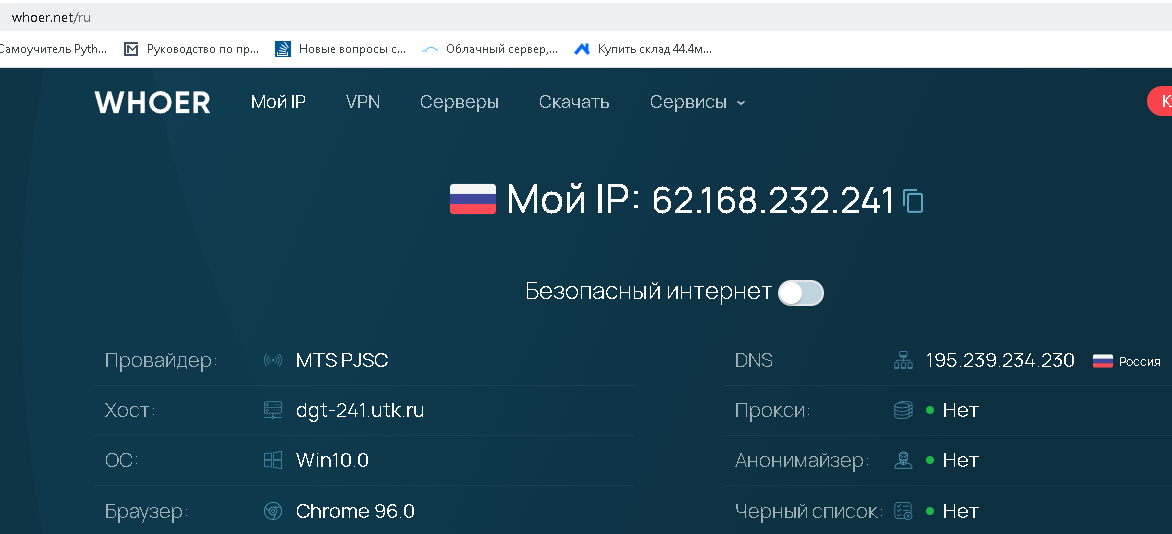 whoer.net/ru
Самоучитель Pyth... Руководство по пр... Новые вопросы с... Облачный сервер,... Купить склад 44.4м...
WHOER Мой IP VPN Серверы Скачать Сервисы
Мой IP: 62.168.232.241
Безопасный интернет
Провайдер: MTS PJSC
DNS 195.239.234.230 Россия
Хост: dgt-241.utk.ru
Прокси: Нет
ОС: Win10.0
Анонимайзер: Нет
Браузер: Chrome 96.0
Черный список: Нет